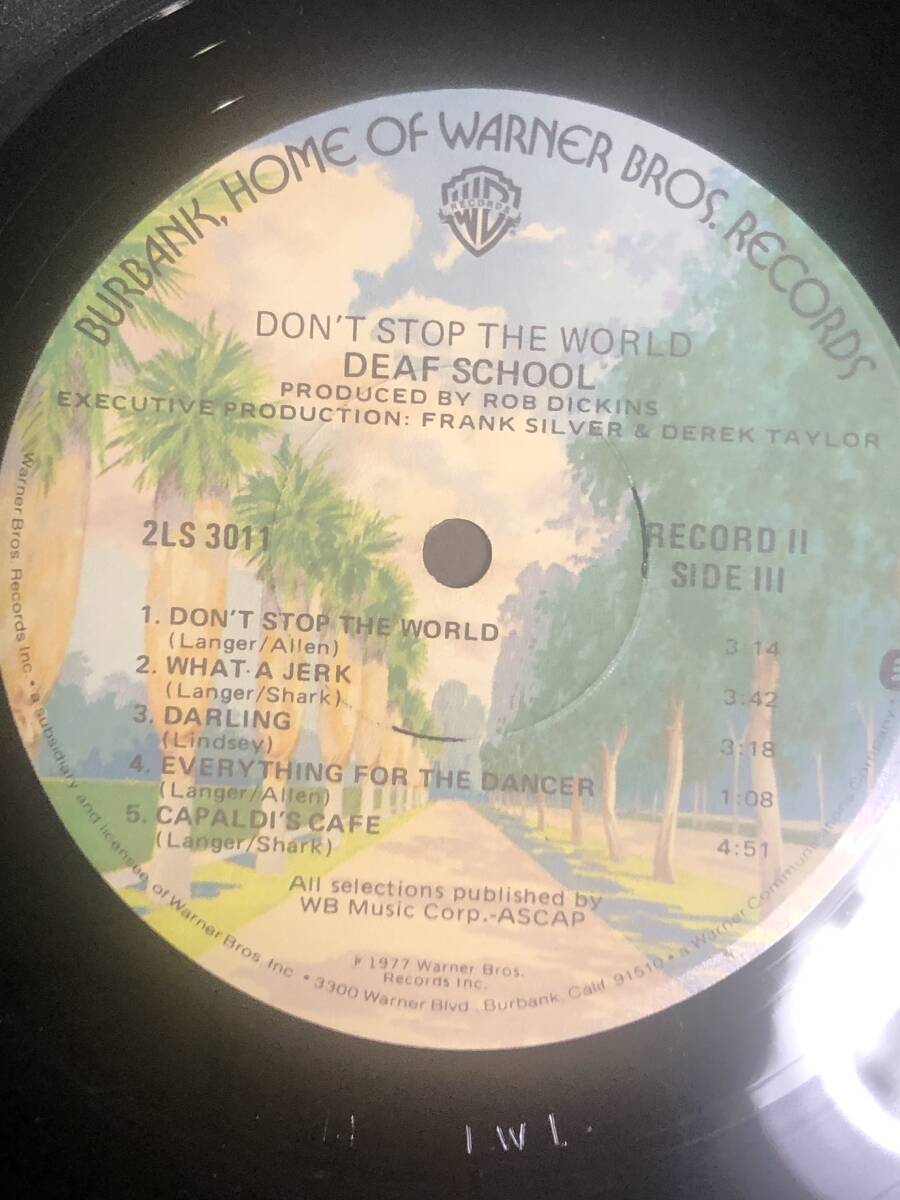 BURBANK, HOME OF WARNER BROS. RECORDS
RECORDS
DON'T STOP THE WORLD
DEAF SCHOOL
PRODUCED BY ROB DICKINS
EXECUTIVE PRODUCTION: FRANK SILVER & DEREK TAYLOR
2LS 3011
RECORD II
SIDE III
1. DON'T STOP THE WORLD 3:14
(Langer/Allen)
2. WHAT A JERK 3:42
(Langer/Shark)
3. DARLING 3:18
(Lindsey)
4. EVERYTHING FOR THE DANCER 1:08
(Langer/Allen)
5. CAPALDI'S CAFE 4:51
(Langer/Shark)
All selections published by
WB Music Corp.-ASCAP
℗ 1977 Warner Bros.
Records Inc.
Warner Bros. Records Inc. • a subsidiary and licensee of Warner Bros. Inc. • 3300 Warner Blvd., Burbank, Calif. 91510 • a Warner Communications Company •